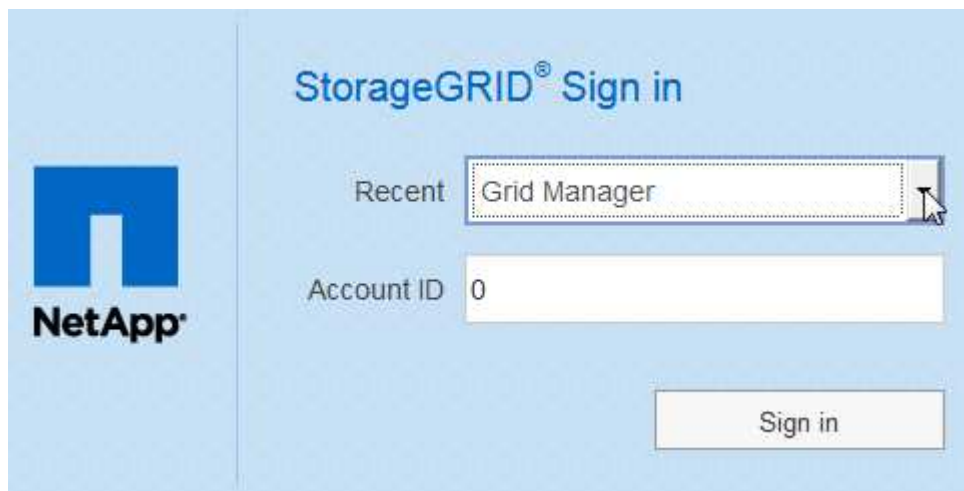 StorageGRID® Sign in
Recent Grid Manager
Account ID 0
NetApp®
Sign in